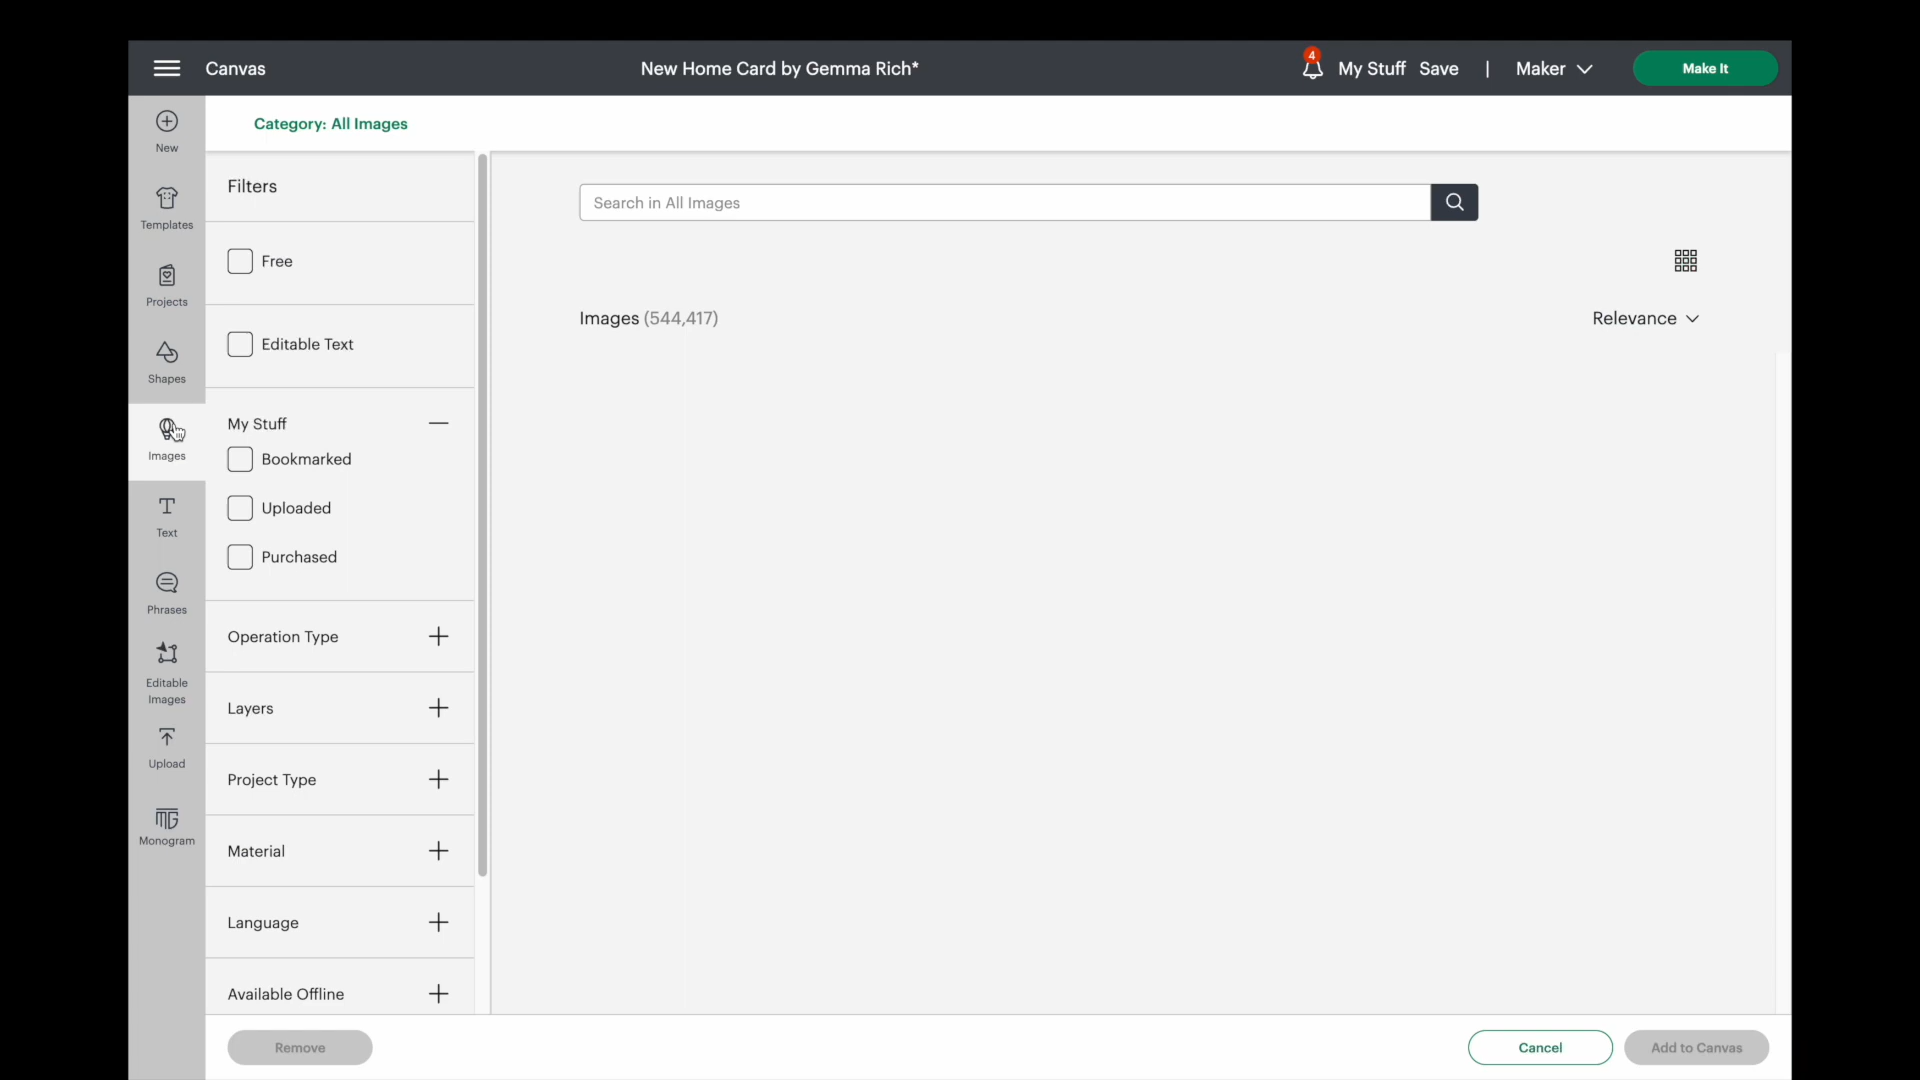 Canvas
New Home Card by Gemma Rich*
4
My Stuff
Save
|
Maker
Make It
New
Templates
Projects
Shapes
Images
Text
Phrases
Editable
Images
Upload
Monogram
Category: All Images
Filters
Free
Editable Text
My Stuff
Bookmarked
Uploaded
Purchased
Operation Type
Layers
Project Type
Material
Language
Available Offline
Search in All Images
Images (544,417)
Relevance
Remove
Cancel
Add to Canvas